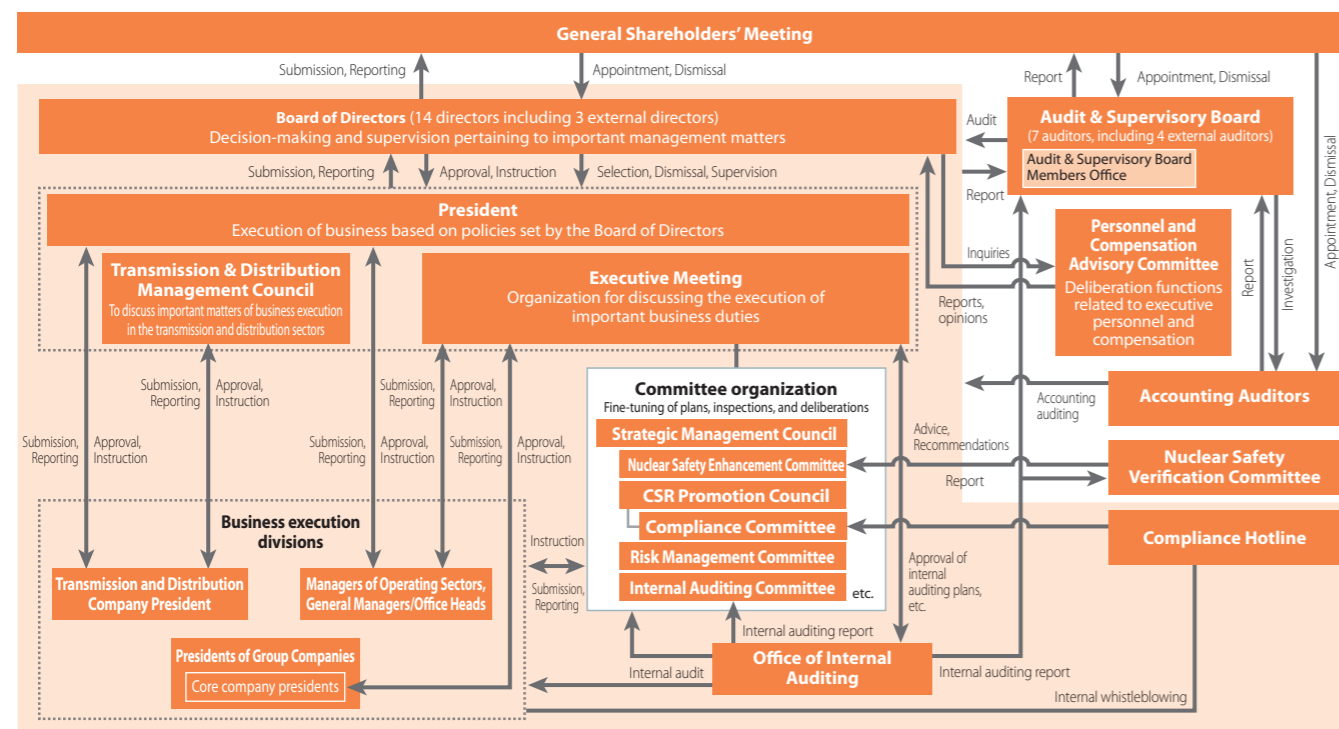 General Shareholders' Meeting
Submission, Reporting
Appointment, Dismissal
Report
Appointment, Dismissal
Board of Directors (14 directors including 3 external directors)
Decision-making and supervision pertaining to important management matters
Audit
Report
Audit & Supervisory Board
(7 auditors, including 4 external auditors)
Audit & Supervisory Board
Members Office
Appointment, Dismissal
Submission, Reporting
Approval, Instruction
Selection, Dismissal, Supervision
President
Execution of business based on policies set by the Board of Directors
Transmission & Distribution
Management Council
To discuss important matters of business execution
in the transmission and distribution sectors
Executive Meeting
Organization for discussing the execution of
important business duties
Inquiries
Reports,
opinions
Personnel and
Compensation
Advisory Committee
Deliberation functions
related to executive
personnel and
compensation
Report
Investigation
Submission,
Reporting
Approval,
Instruction
Submission,
Reporting
Approval,
Instruction
Submission,
Reporting
Approval,
Instruction
Submission,
Reporting
Approval,
Instruction
Submission,
Reporting
Approval,
Instruction
Committee organization
Fine-tuning of plans, inspections, and deliberations
Strategic Management Council
Nuclear Safety Enhancement Committee
CSR Promotion Council
Compliance Committee
Risk Management Committee
Internal Auditing Committee
etc.
Accounting
auditing
Accounting Auditors
Advice,
Recommendations
Report
Nuclear Safety
Verification Committee
Compliance Hotline
Business execution
divisions
Transmission and Distribution
Company President
Managers of Operating Sectors,
General Managers/Office Heads
Presidents of Group Companies
Core company presidents
Instruction
Submission,
Reporting
Approval of
internal
auditing plans,
etc.
Internal auditing report
Internal audit
Office of Internal
Auditing
Internal auditing report
Internal whistleblowing